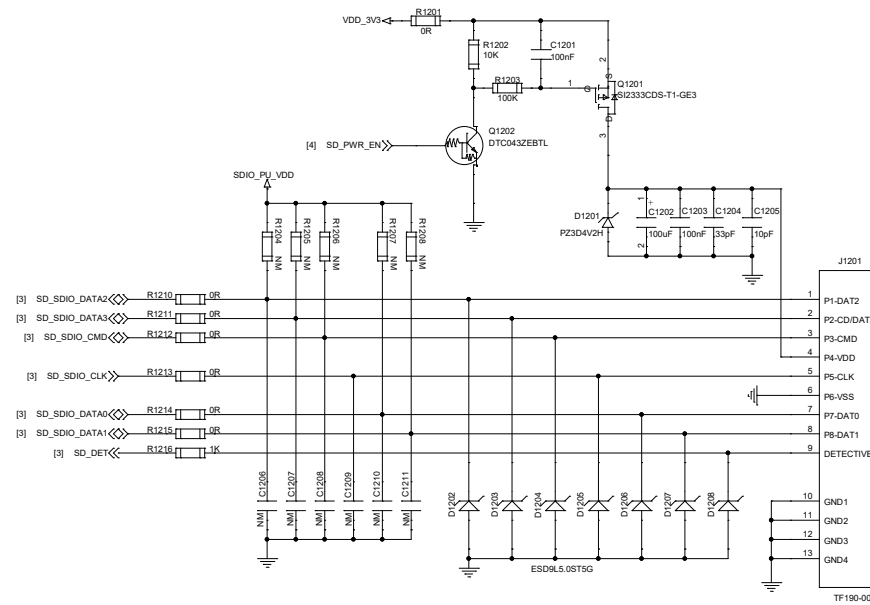 VDD_3V3
R1201
0R
R1202
10K
C1201
100nF
R1203
100K
1
G
2
S
Q1201
SI2333CDS-T1-GE3
D
3
[4] SD_PWR_EN
Q1202
DTC043ZEBTL
SDIO_PU_VDD
R1204
NM
R1205
NM
R1206
NM
R1207
NM
R1208
NM
D1201
PZ3D4V2H
1
+
C1202
100uF
2
C1203
100nF
C1204
33pF
C1205
10pF
J1201
[3] SD_SDIO_DATA2 R1210 0R 1 P1-DAT2
[3] SD_SDIO_DATA3 R1211 0R 2 P2-CD/DAT
[3] SD_SDIO_CMD R1212 0R 3 P3-CMD
4 P4-VDD
[3] SD_SDIO_CLK R1213 0R 5 P5-CLK
6 P6-VSS
[3] SD_SDIO_DATA0 R1214 0R 7 P7-DAT0
[3] SD_SDIO_DATA1 R1215 0R 8 P8-DAT1
[3] SD_DET R1216 1K 9 DETECTIVE
C1206
NM
C1207
NM
C1208
NM
C1209
C1210
NM
C1211
NM
D1202
D1203
D1204
D1205
D1206
D1207
D1208
ESD9L5.0ST5G
10 GND1
11 GND2
12 GND3
13 GND4
TF190-00